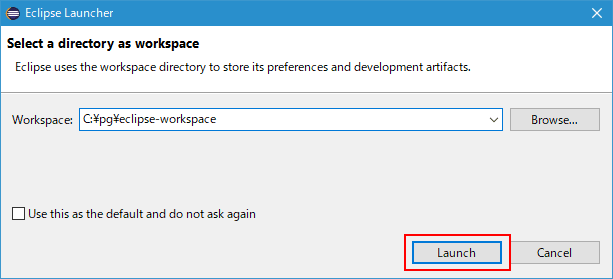 Eclipse Launcher
Select a directory as workspace
Eclipse uses the workspace directory to store its preferences and development artifacts.
Workspace: C:¥pg¥eclipse-workspace Browse...
Use this as the default and do not ask again
Launch Cancel